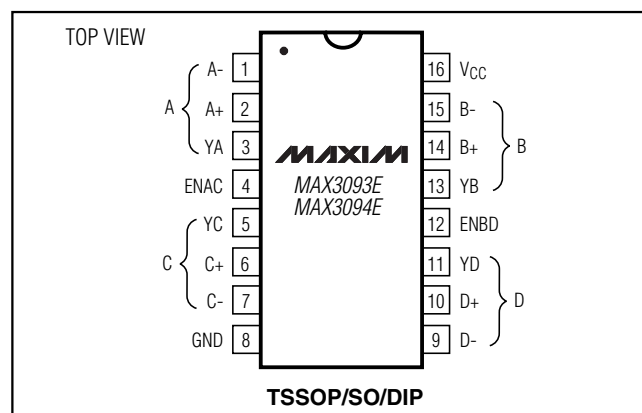 TOP VIEW
A- 1
A A+ 2
YA 3
ENAC 4
YC 5
C C+ 6
C- 7
GND 8
MAXIM
MAX3093E
MAX3094E
16 VCC
15 B-
14 B+ B
13 YB
12 ENBD
11 YD
10 D+ D
9 D-
TSSOP/SO/DIP